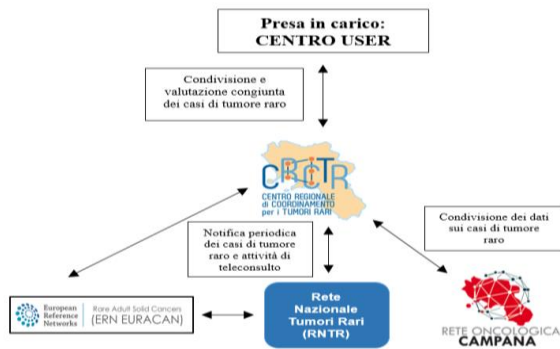 Presa in carico:
CENTRO USER
Condivisione e
valutazione congiunta
dei casi di tumore raro
CRCTR
CENTRO REGIONALE
di COORDINAMENTO
per i TUMORI RARI
Condivisione dei dati
sui casi di tumore
raro
Notifica periodica
dei casi di tumore
raro e attività di
teleconsulto
European
Reference
Networks
Rare Adult Solid Cancers
(ERN EURACAN)
Rete
Nazionale
Tumori Rari
(RNTR)
RETE ONCOLOGICA
CAMPANA